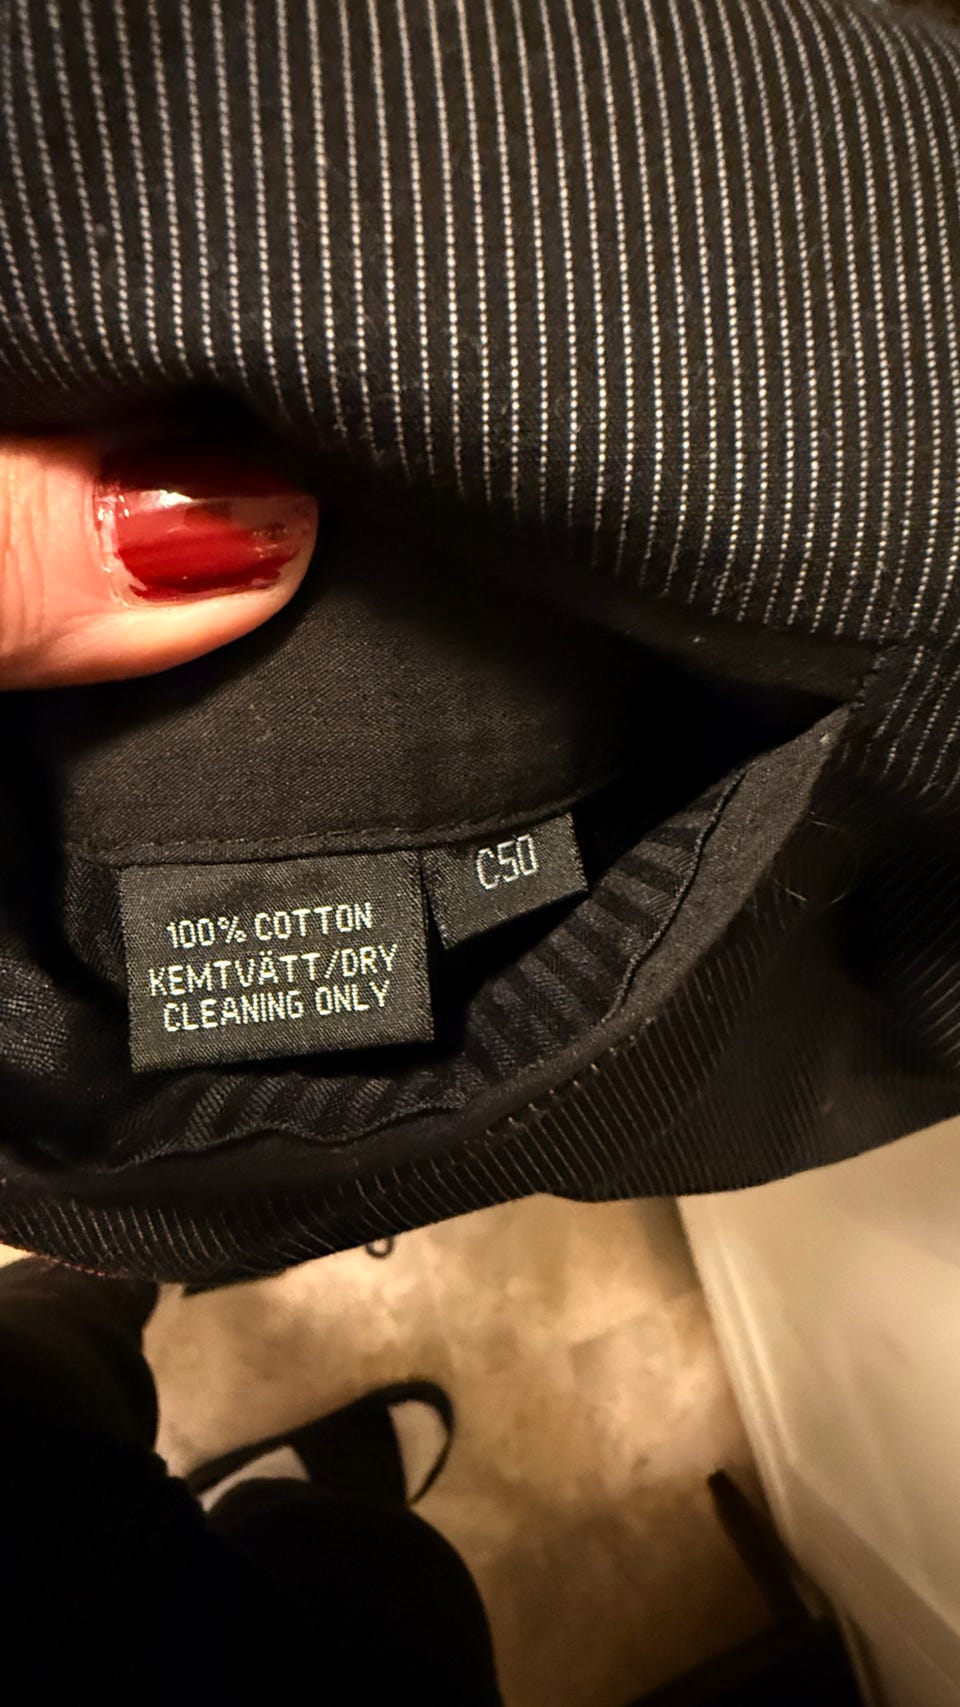 100% COTTON
KEMTVÄTT/DRY
CLEANING ONLY
C50